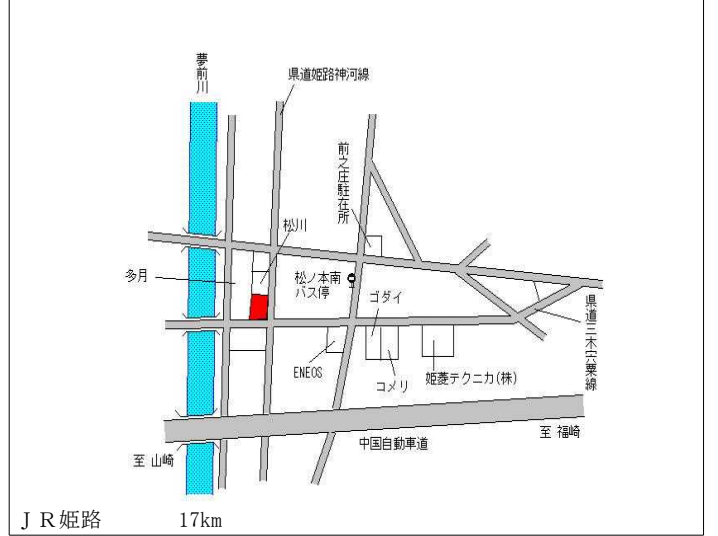 夢前川
県道姫路神河線
前之庄駐在所
松川
多月
松ノ本南
バス停
ゴダイ
県道三木宍粟線
ENEOS
コメリ
姫菱テクニカ(株)
中国自動車道
至 福崎
至 山崎
ＪＲ姫路 17km